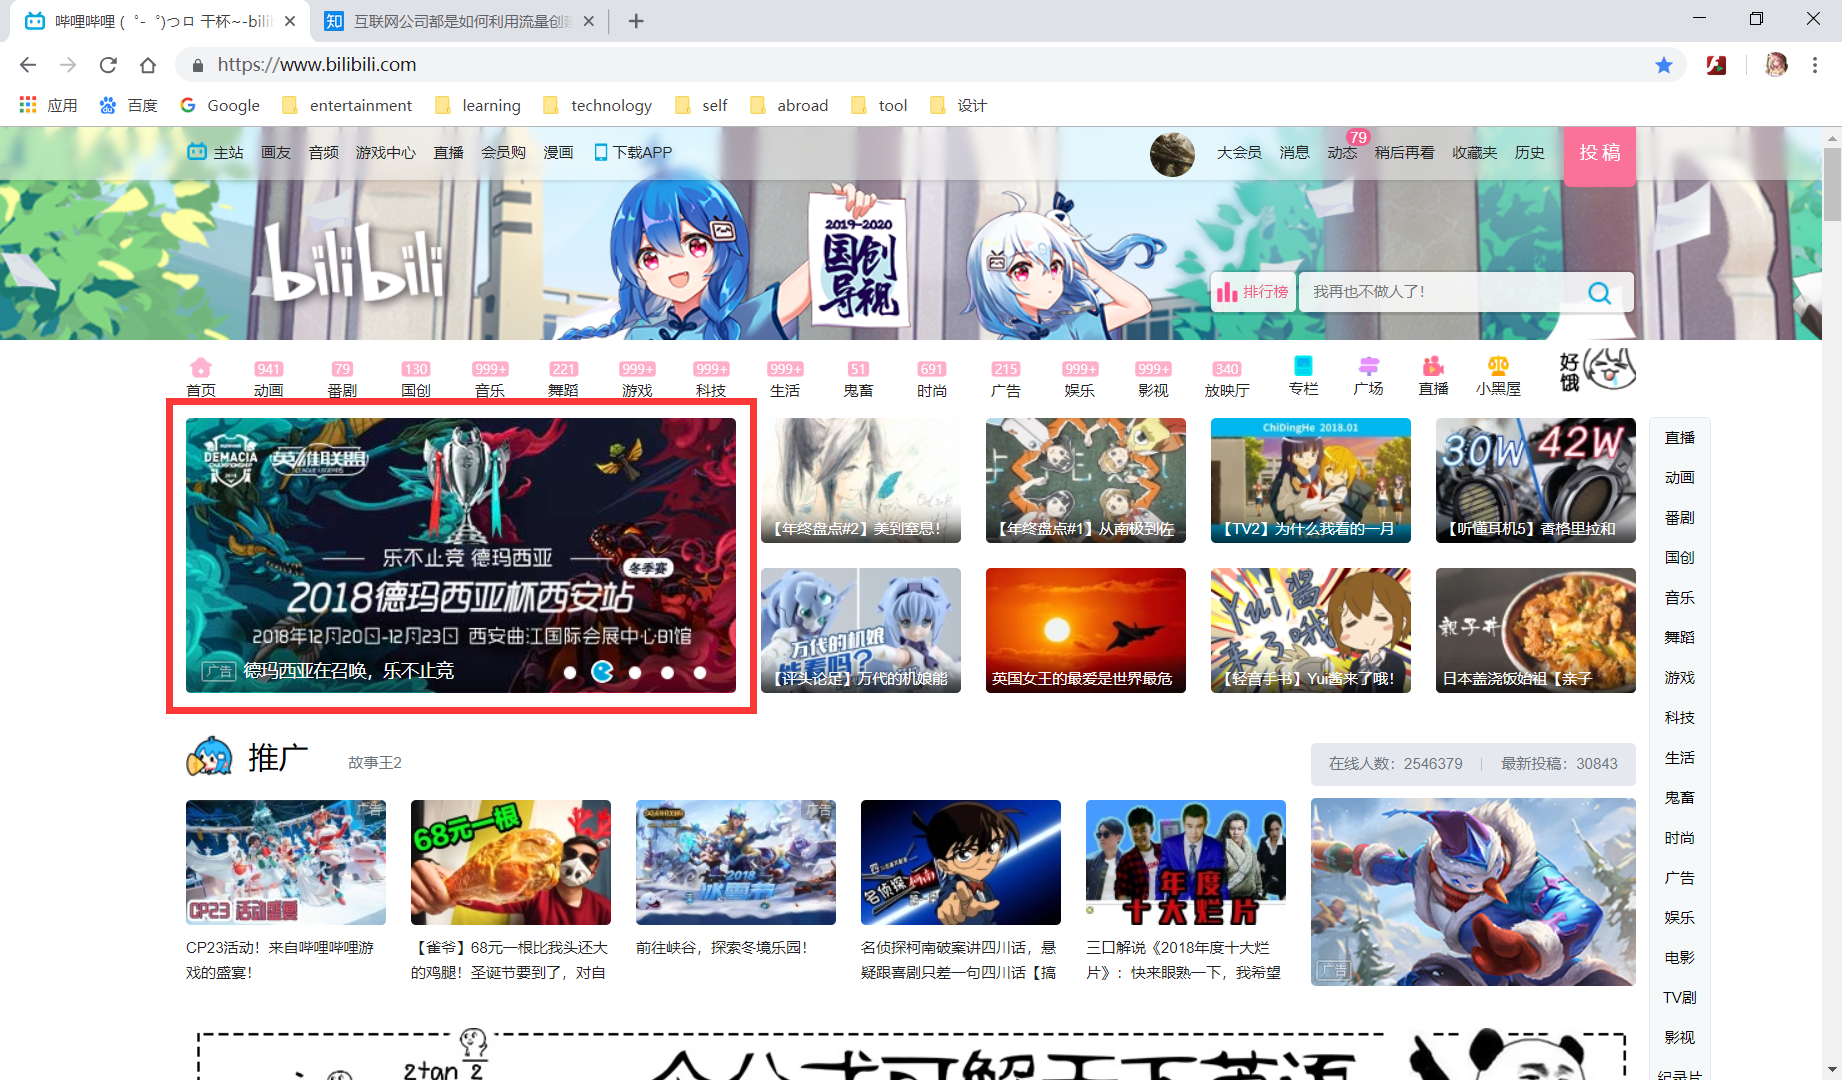 哔哩哔哩 (゜-゜)つロ 干杯~-bili
互联网公司都是如何利用流量创
https://www.bilibili.com
应用 百度 Google entertainment learning technology self abroad tool 设计
主站 画友 音频 游戏中心 直播 会员购 漫画 下载APP
大会员 消息 动态 79 稍后再看 收藏夹 历史 投稿
bilibili
2019-2020
国创
导视
排行榜 我再也不做人了！
941 79 130 999+ 221 999+ 999+ 999+ 51 691 215 999+ 999+ 340
首页 动画 番剧 国创 音乐 舞蹈 游戏 科技 生活 鬼畜 时尚 广告 娱乐 影视 放映厅 专栏 广场 直播 小黑屋
好饿
DEMACIA
CHAMPIONSHIP
英雄联盟
LEAGUE LEGENDS
乐不止竞 德玛西亚
冬季赛
2018德玛西亚杯西安站
2018年12月20日-12月23日 西安曲江国际会展中心B1馆
广告 德玛西亚在召唤，乐不止竞
【年终盘点#2】美到窒息！
【年终盘点#1】从南极到佐
ChiDingHe 2018.01
【TV2】为什么我看的一月
30W 42W
【听懂耳机5】香格里拉和
万代的机娘
能看吗？
【评头论足】万代的机娘能
英国女王的最爱是世界最危
Yui酱
来了哦
【轻音手书】Yui酱来了哦！
親子丼
日本盖浇饭始祖【亲子
推广 故事王2
在线人数：2546379 最新投稿：30843
广告
CP23 活动盛宴
CP23活动！来自哔哩哔哩游
戏的盛宴！
68元一根
【雀爷】68元一根比我头还大
的鸡腿！圣诞节要到了，对自
广告
2018
冰雪节
前往峡谷，探索冬境乐园！
名侦探柯南
名侦探柯南破案讲四川话，悬
疑跟喜剧只差一句四川话【搞
年度
十大烂片
三口解说《2018年度十大烂
片》：快来眼熟一下，我希望
广告
直播
动画
番剧
国创
音乐
舞蹈
游戏
科技
生活
鬼畜
时尚
广告
娱乐
电影
TV剧
影视
纪录片
2tan 2